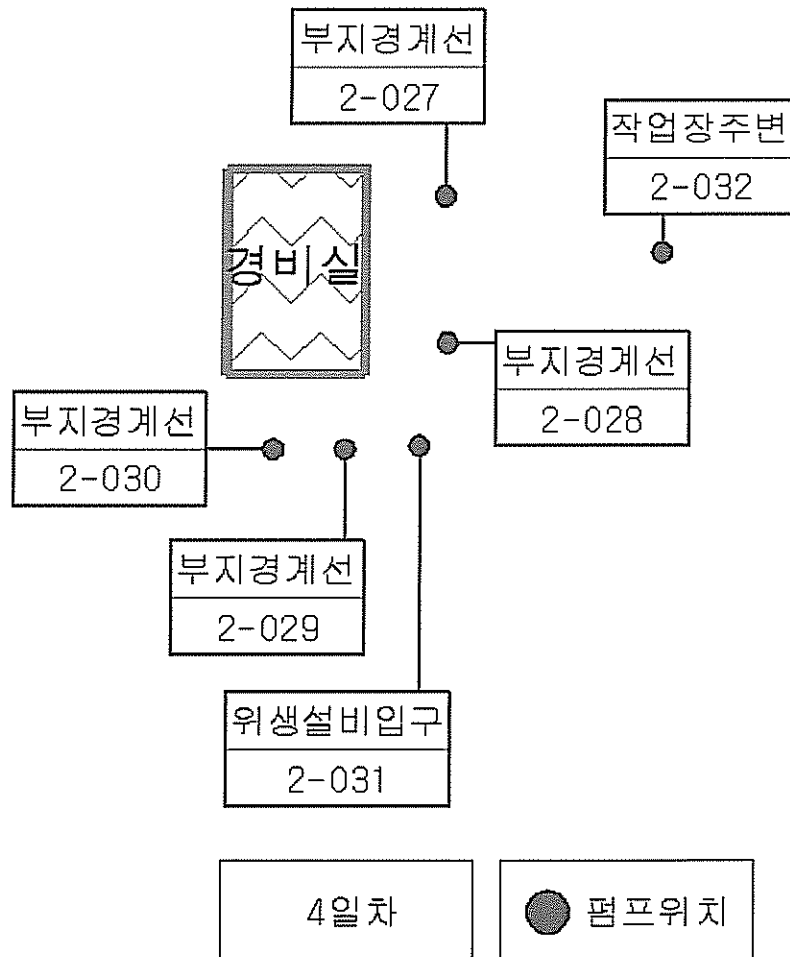 부지경계선
2-027
작업장주변
2-032
경비실
부지경계선
2-028
부지경계선
2-030
부지경계선
2-029
위생설비입구
2-031
4일차
펌프위치